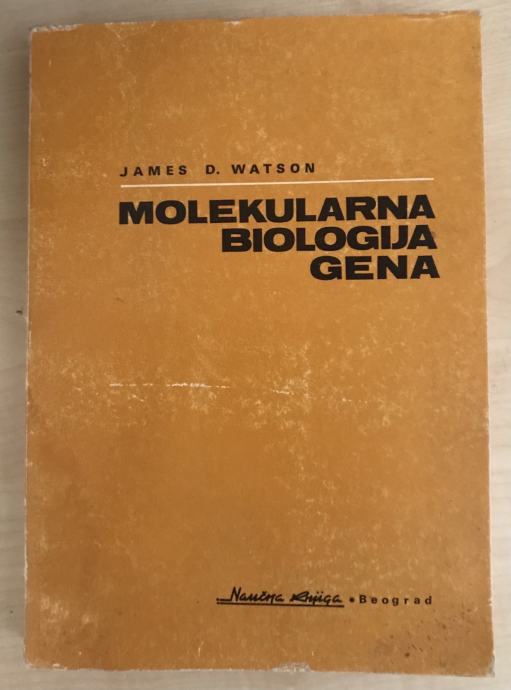 JAMES D. WATSON
MOLEKULARNA
BIOLOGIJA
GENA
Naučna knjiga • Beograd